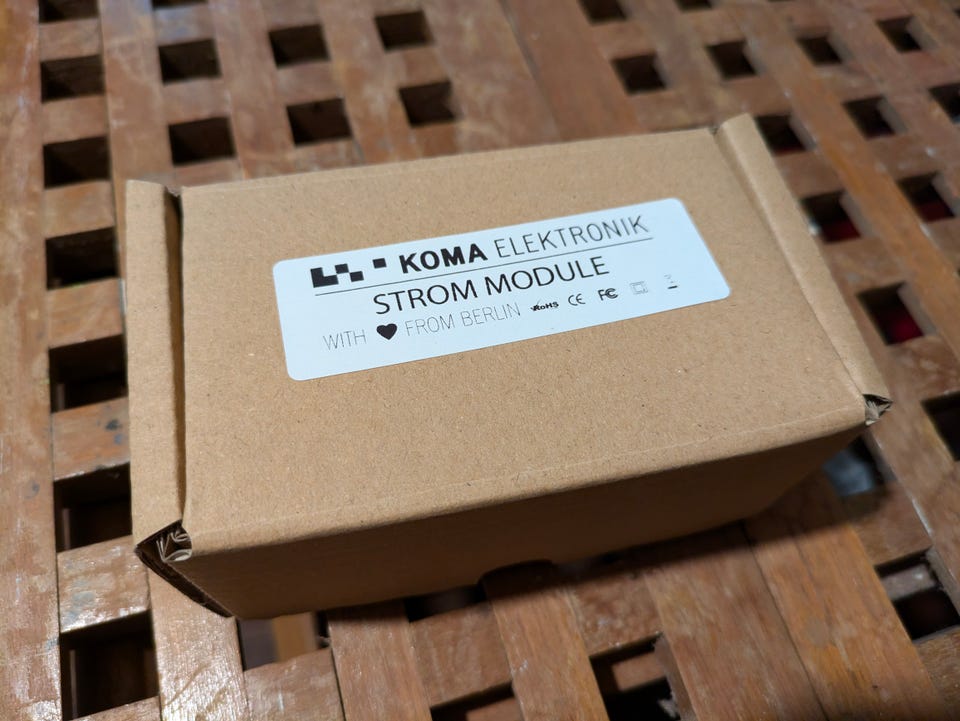 KOMA ELEKTRONIK
STROM MODULE
WITH ♥ FROM BERLIN RoHS CE FC